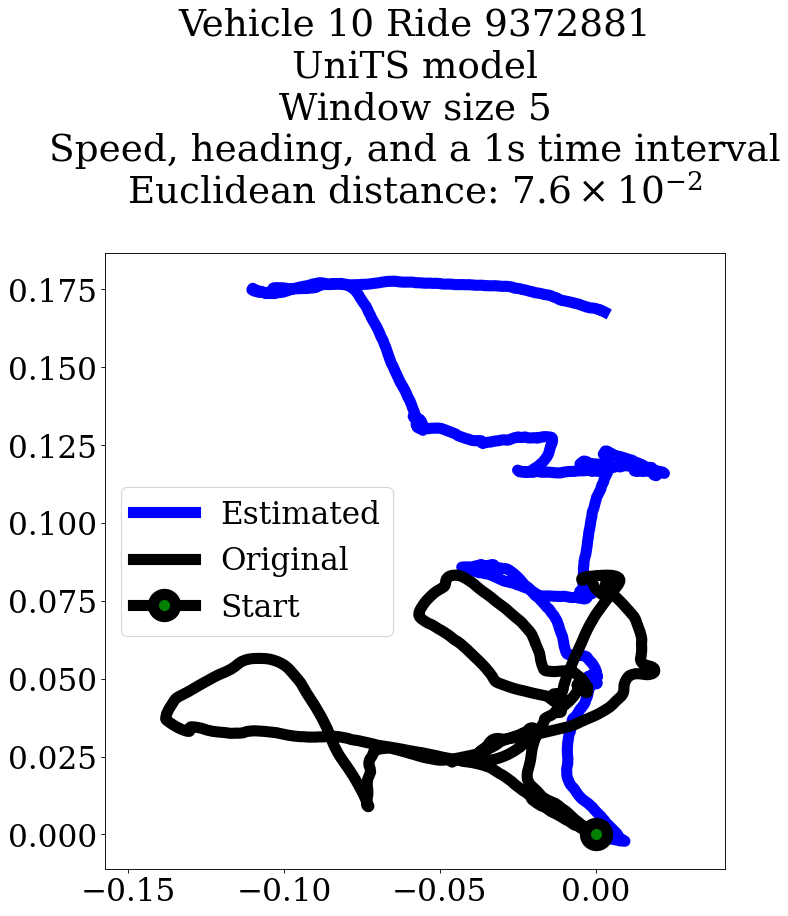 Vehicle 10 Ride 9372881
UniTS model
Window size 5
Speed, heading, and a 1s time interval
Euclidean distance: 7.6 × 10⁻²
0.175
0.150
0.125
0.100
0.075
0.050
0.025
0.000
Estimated
Original
Start
−0.15 −0.10 −0.05 0.00